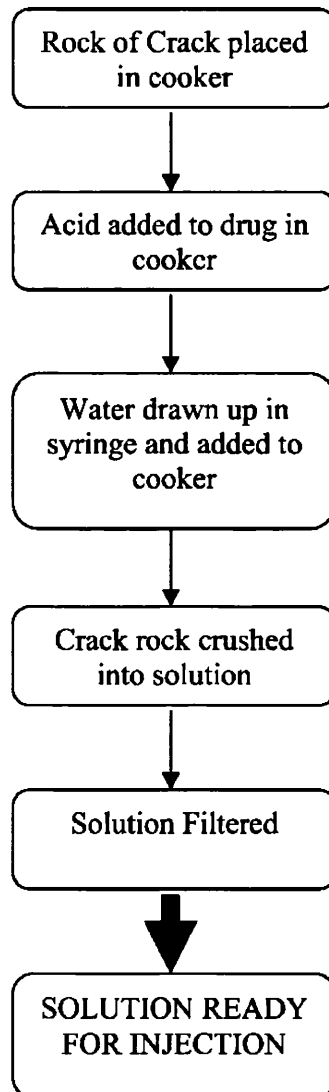 Rock of Crack placed
in cooker
Acid added to drug in
cookcr
Water drawn up in
syringe and added to
cooker
Crack rock crushed
into solution
Solution Filtered
SOLUTION READY
FOR INJECTION